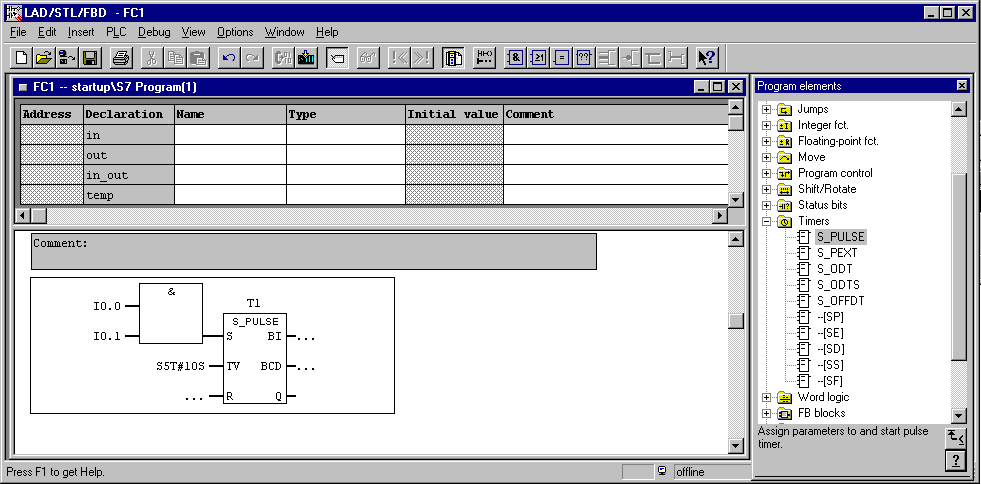 LAD/STL/FBD - FC1
File Edit Insert PLC Debug View Options Window Help
FC1 -- startup\S7 Program(1)
Address Declaration Name Type Initial value Comment
in
out
in_out
temp
Comment:
&
I0.0
I0.1
T1
S_PULSE
S BI ...
S5T#10S TV BCD ...
... R Q
Program elements
Jumps
Integer fct.
Floating-point fct.
Move
Program control
Shift/Rotate
Status bits
Timers
S_PULSE
S_PEXT
S_ODT
S_ODTS
S_OFFDT
--[SP]
--[SE]
--[SD]
--[SS]
--[SF]
Word logic
FB blocks
Assign parameters to and start pulse
timer.
Press F1 to get Help.
offline